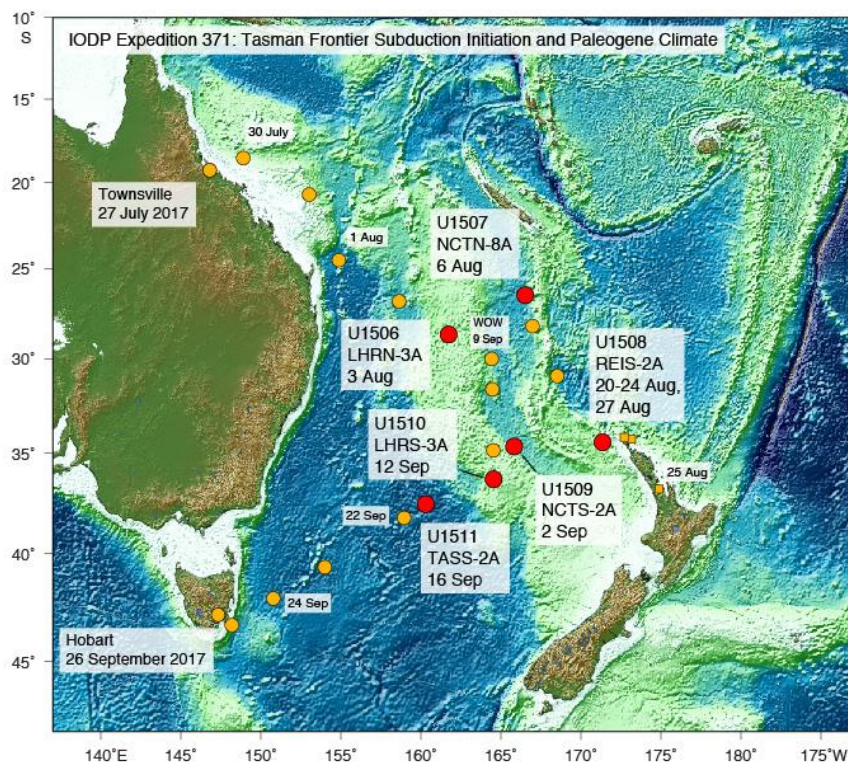 10°
S
IODP Expedition 371: Tasman Frontier Subduction Initiation and Paleogene Climate
15°
30 July
20°
Townsville
27 July 2017
U1507
NCTN-8A
6 Aug
1 Aug
25°
WOW
9 Sep
U1506
LHRN-3A
3 Aug
U1508
REIS-2A
20-24 Aug,
27 Aug
30°
U1510
LHRS-3A
12 Sep
35°
25 Aug
U1509
NCTS-2A
2 Sep
22 Sep
U1511
TASS-2A
16 Sep
40°
24 Sep
Hobart
26 September 2017
45°
140°E
145°
150°
155°
160°
165°
170°
175°
180°
175°W